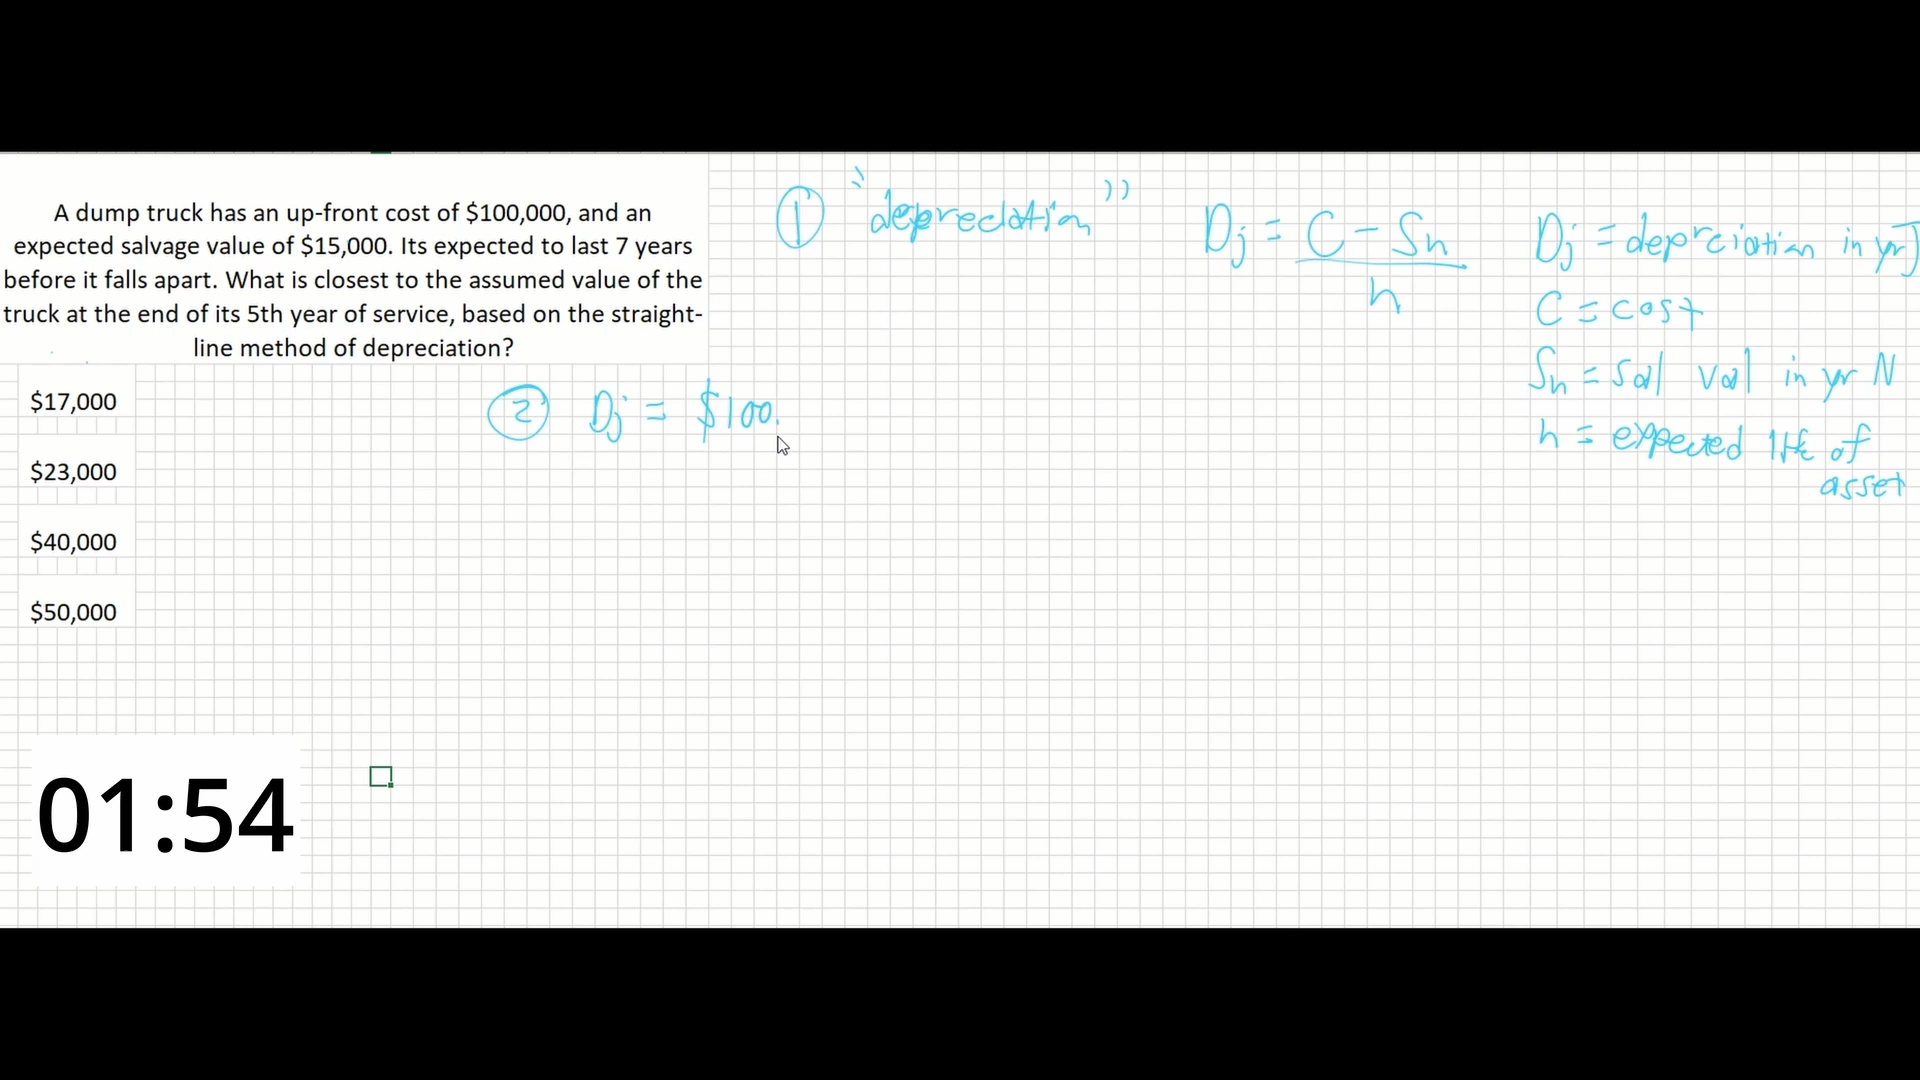 A dump truck has an up-front cost of $100,000, and an
expected salvage value of $15,000. Its expected to last 7 years
before it falls apart. What is closest to the assumed value of the
truck at the end of its 5th year of service, based on the straight-
line method of depreciation?
$17,000
$23,000
$40,000
$50,000
01:54
① "depreciation"
Dj = C - Sn
n
Dj = depreciation in yr J
C = cost
Sn = Sal val in yr N
n = expected life of
asset
② Dj = $100,